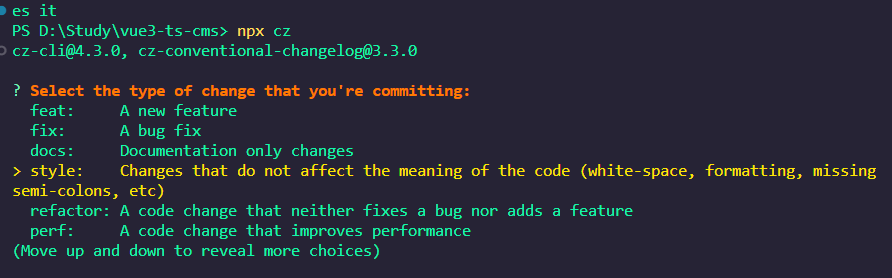 es it
PS D:\Study\vue3-ts-cms> npx cz
cz-cli@4.3.0, cz-conventional-changelog@3.3.0
? Select the type of change that you're committing:
feat:     A new feature
fix:      A bug fix
docs:     Documentation only changes
> style:    Changes that do not affect the meaning of the code (white-space, formatting, missing
semi-colons, etc)
refactor: A code change that neither fixes a bug nor adds a feature
perf:     A code change that improves performance
(Move up and down to reveal more choices)